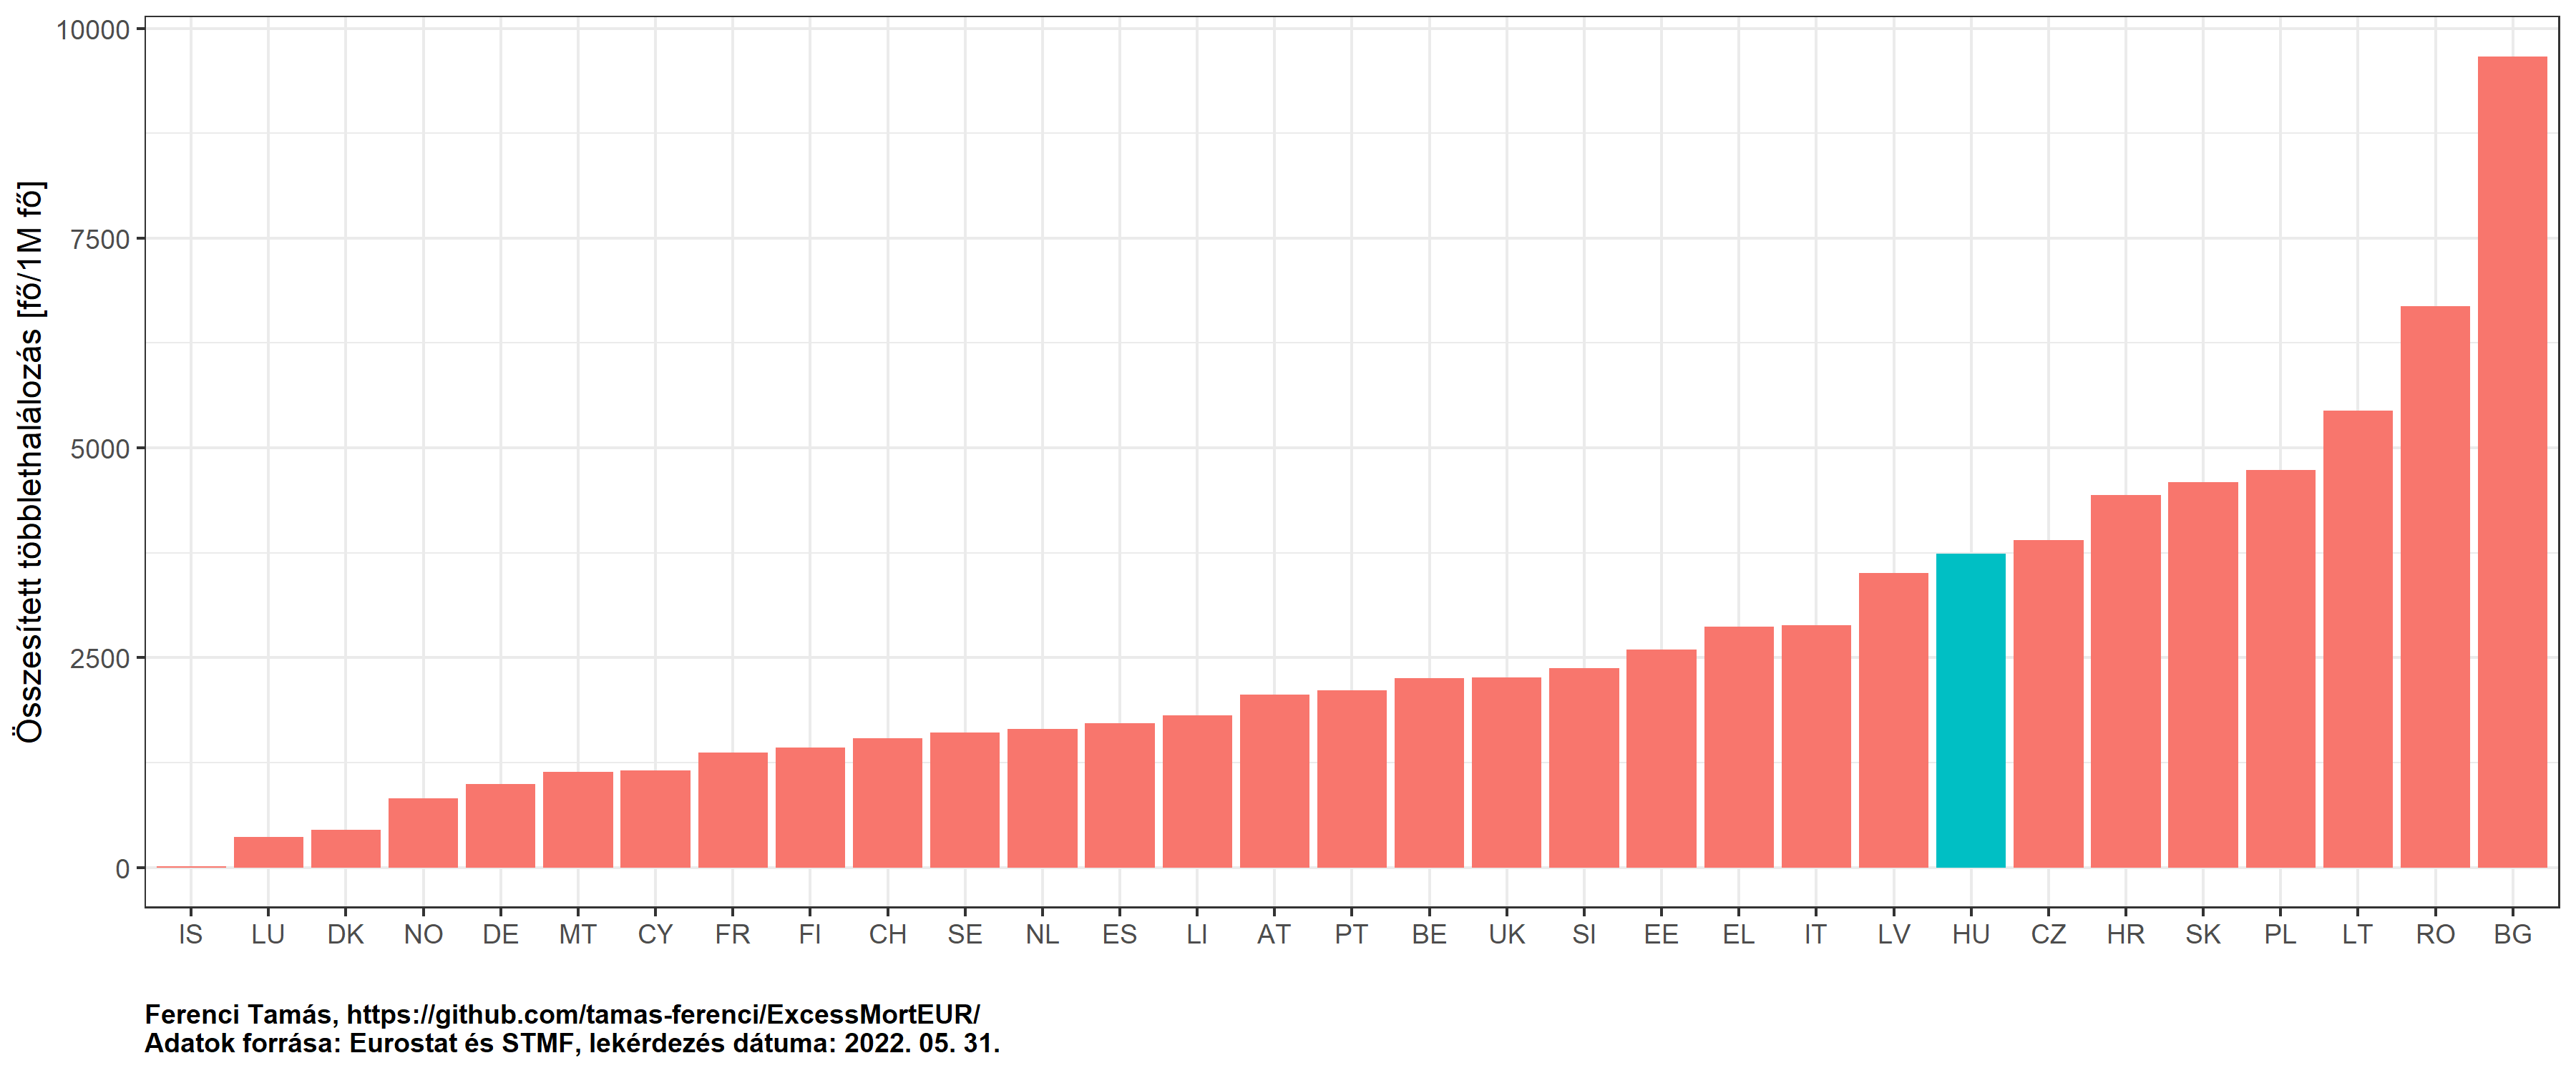 Összesített többlethalálozás [fő/1M fő]
10000
7500
5000
2500
0
IS LU DK NO DE MT CY FR FI CH SE NL ES LI AT PT BE UK SI EE EL IT LV HU CZ HR SK PL LT RO BG
Ferenci Tamás, https://github.com/tamas-ferenci/ExcessMortEUR/
Adatok forrása: Eurostat és STMF, lekérdezés dátuma: 2022. 05. 31.